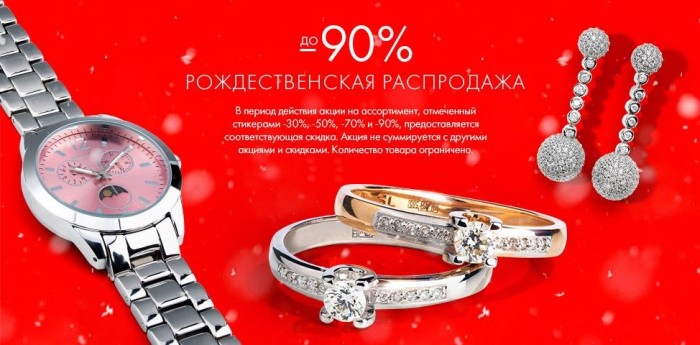 до -90%
РОЖДЕСТВЕНСКАЯ РАСПРОДАЖА
В период действия акции на ассортимент, отмеченный
стикерами -30%, -50%, -70% и -90%, предоставляется
соответствующая скидка. Акция не суммируется с другими
акциями и скидками. Количество товара ограничено.